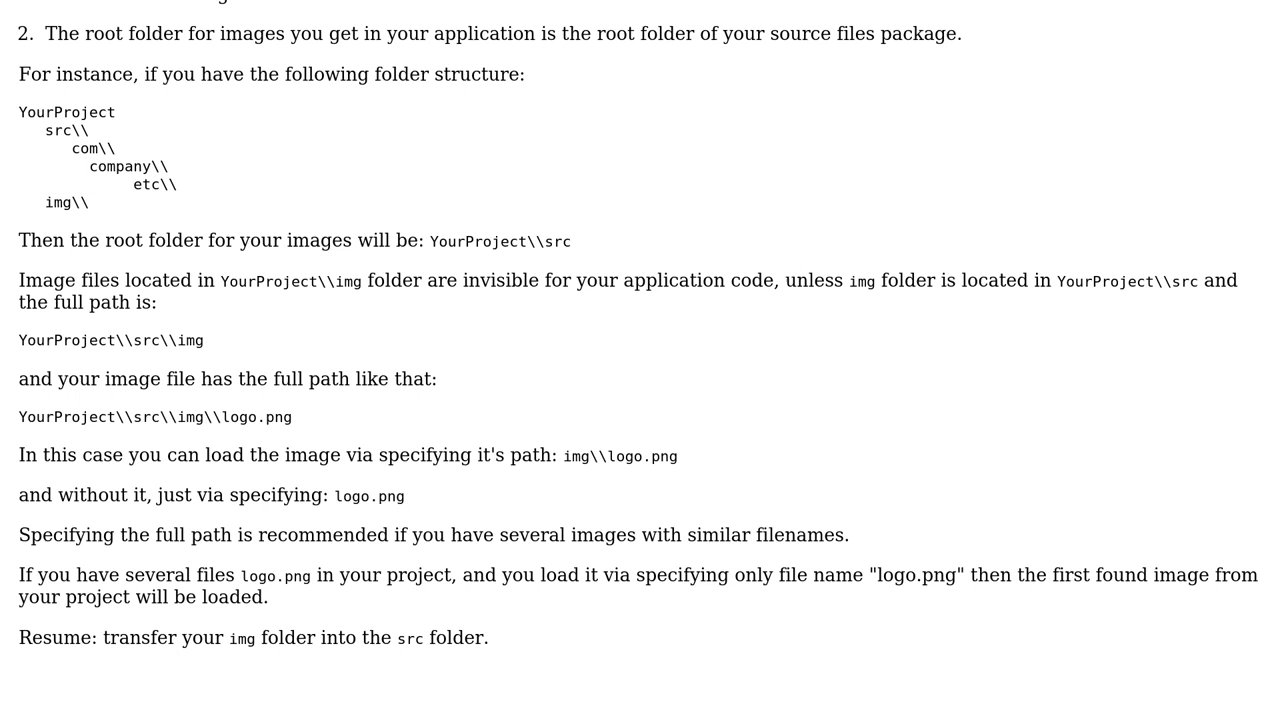 2. The root folder for images you get in your application is the root folder of your source files package.
For instance, if you have the following folder structure:
YourProject
src\\
com\\
company\\
etc\\
img\\
Then the root folder for your images will be: YourProject\\src
Image files located in YourProject\\img folder are invisible for your application code, unless img folder is located in YourProject\\src and
the full path is:
YourProject\\src\\img
and your image file has the full path like that:
YourProject\\src\\img\\logo.png
In this case you can load the image via specifying it's path: img\\logo.png
and without it, just via specifying: logo.png
Specifying the full path is recommended if you have several images with similar filenames.
If you have several files logo.png in your project, and you load it via specifying only file name "logo.png" then the first found image from
your project will be loaded.
Resume: transfer your img folder into the src folder.